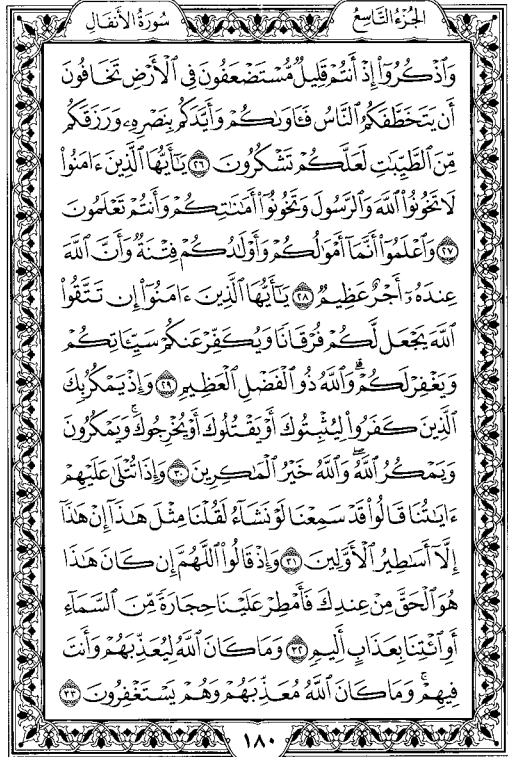 الجزء التاسع
سورة الأنفال
وَٱذْكُرُوٓا۟ إِذْ أَنتُمْ قَلِيلٌ مُّسْتَضْعَفُونَ فِى ٱلْأَرْضِ تَخَافُونَ
أَن يَتَخَطَّفَكُمُ ٱلنَّاسُ فَـَٔاوَىٰكُمْ وَأَيَّدَكُم بِنَصْرِهِۦ وَرَزَقَكُم
مِّنَ ٱلطَّيِّبَـٰتِ لَعَلَّكُمْ تَشْكُرُونَ ٢٦ يَـٰٓأَيُّهَا ٱلَّذِينَ ءَامَنُوا۟
لَا تَخُونُوا۟ ٱللَّهَ وَٱلرَّسُولَ وَتَخُونُوٓا۟ أَمَـٰنَـٰتِكُمْ وَأَنتُمْ تَعْلَمُونَ
٢٧ وَٱعْلَمُوٓا۟ أَنَّمَآ أَمْوَٰلُكُمْ وَأَوْلَـٰدُكُمْ فِتْنَةٌ وَأَنَّ ٱللَّهَ
عِندَهُۥٓ أَجْرٌ عَظِيمٌ ٢٨ يَـٰٓأَيُّهَا ٱلَّذِينَ ءَامَنُوٓا۟ إِن تَتَّقُوا۟
ٱللَّهَ يَجْعَل لَّكُمْ فُرْقَانًا وَيُكَفِّرْ عَنكُمْ سَيِّـَٔاتِكُمْ
وَيَغْفِرْ لَكُمْ ۗ وَٱللَّهُ ذُو ٱلْفَضْلِ ٱلْعَظِيمِ ٢٩ وَإِذْ يَمْكُرُ بِكَ
ٱلَّذِينَ كَفَرُوا۟ لِيُثْبِتُوكَ أَوْ يَقْتُلُوكَ أَوْ يُخْرِجُوكَ ۚ وَيَمْكُرُونَ
وَيَمْكُرُ ٱللَّهُ ۖ وَٱللَّهُ خَيْرُ ٱلْمَـٰكِرِينَ ٣٠ وَإِذَا تُتْلَىٰ عَلَيْهِمْ
ءَايَـٰتُنَا قَالُوا۟ قَدْ سَمِعْنَا لَوْ نَشَآءُ لَقُلْنَا مِثْلَ هَـٰذَآ إِنْ هَـٰذَآ
إِلَّآ أَسَـٰطِيرُ ٱلْأَوَّلِينَ ٣١ وَإِذْ قَالُوا۟ ٱللَّهُمَّ إِن كَانَ هَـٰذَا
هُوَ ٱلْحَقَّ مِنْ عِندِكَ فَأَمْطِرْ عَلَيْنَا حِجَارَةً مِّنَ ٱلسَّمَآءِ
أَوِ ٱئْتِنَا بِعَذَابٍ أَلِيمٍ ٣٢ وَمَا كَانَ ٱللَّهُ لِيُعَذِّبَهُمْ وَأَنتَ
فِيهِمْ ۚ وَمَا كَانَ ٱللَّهُ مُعَذِّبَهُمْ وَهُمْ يَسْتَغْفِرُونَ ٣٣
١٨٠